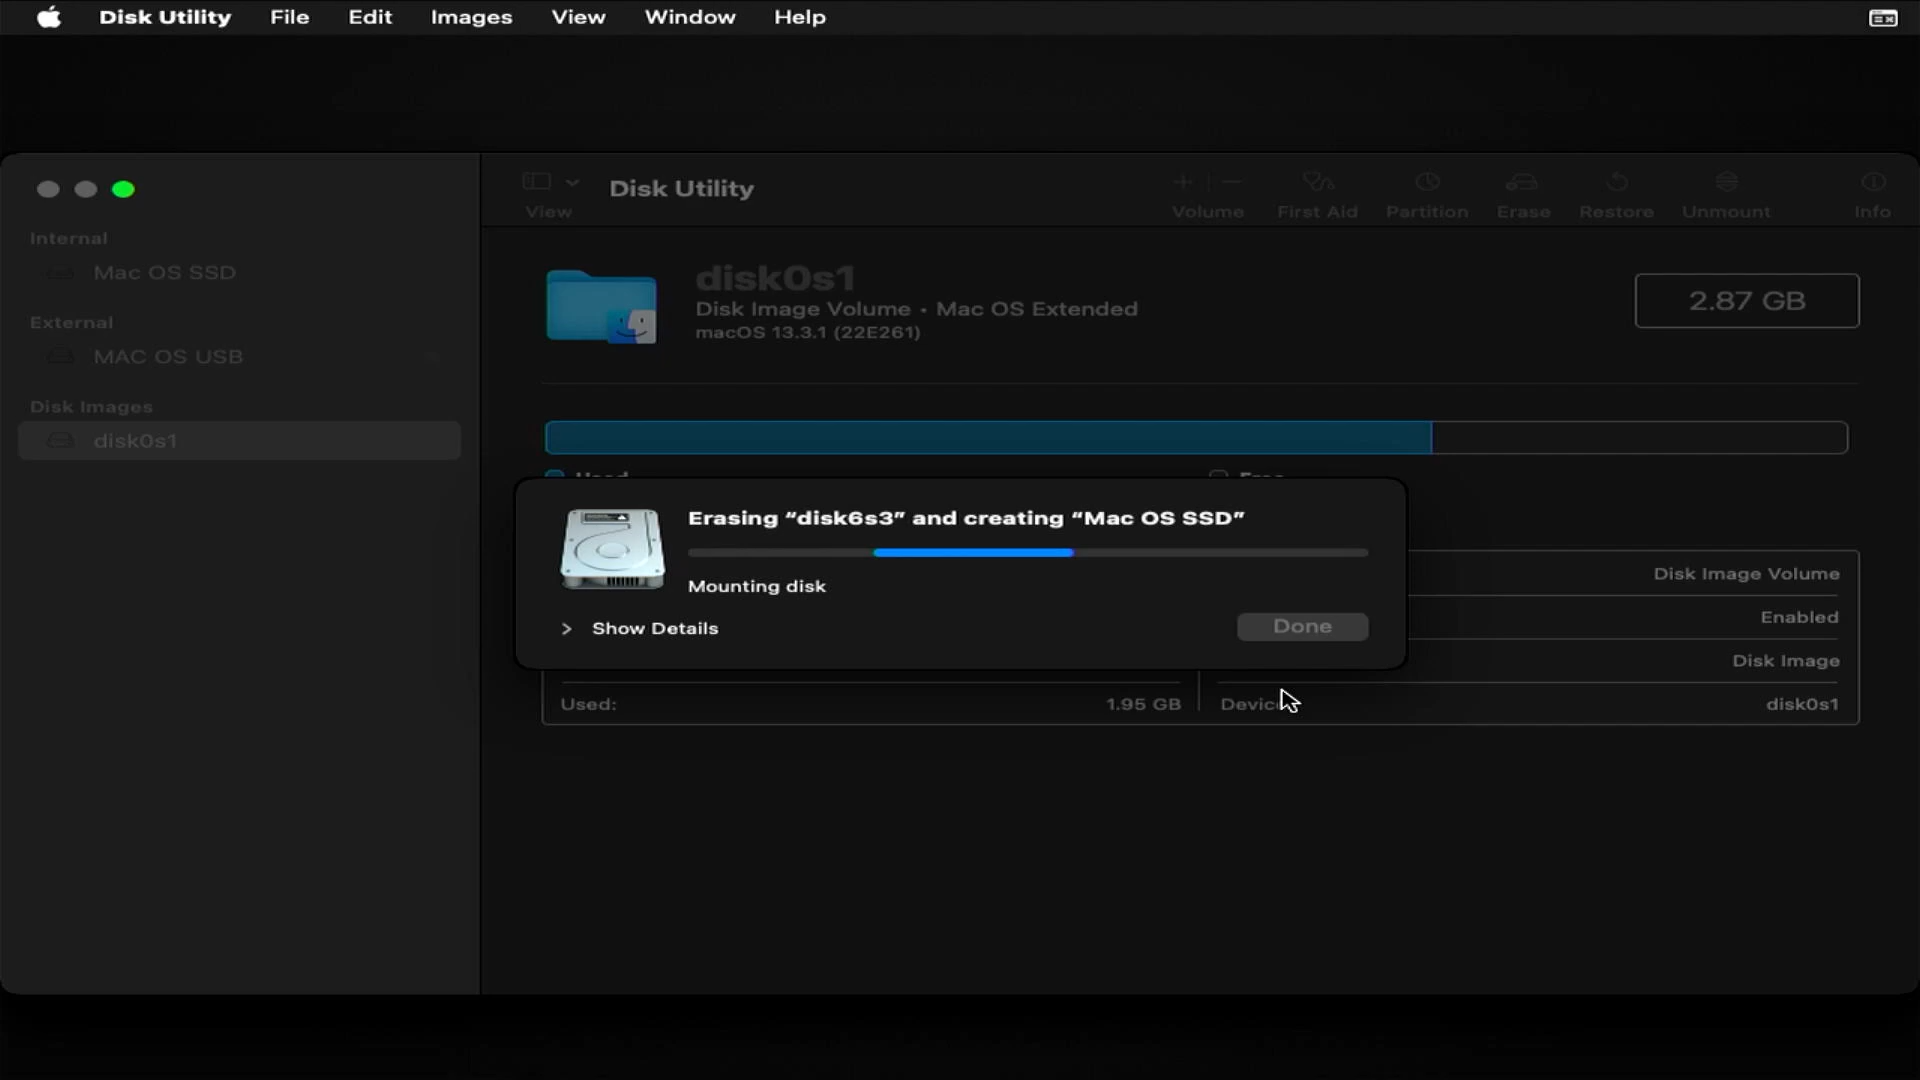 Disk Utility File Edit Images View Window Help
Disk Utility
View
Volume First Aid Partition Erase Restore Unmount Info
Internal
Mac OS SSD
External
MAC OS USB
Disk Images
disk0s1
disk0s1
Disk Image Volume • Mac OS Extended
macOS 13.3.1 (22E261)
2.87 GB
Used Free
Erasing “disk6s3” and creating “Mac OS SSD”
Mounting disk
Show Details
Done
Disk Image Volume
Enabled
Disk Image
Used: 1.95 GB
Device disk0s1